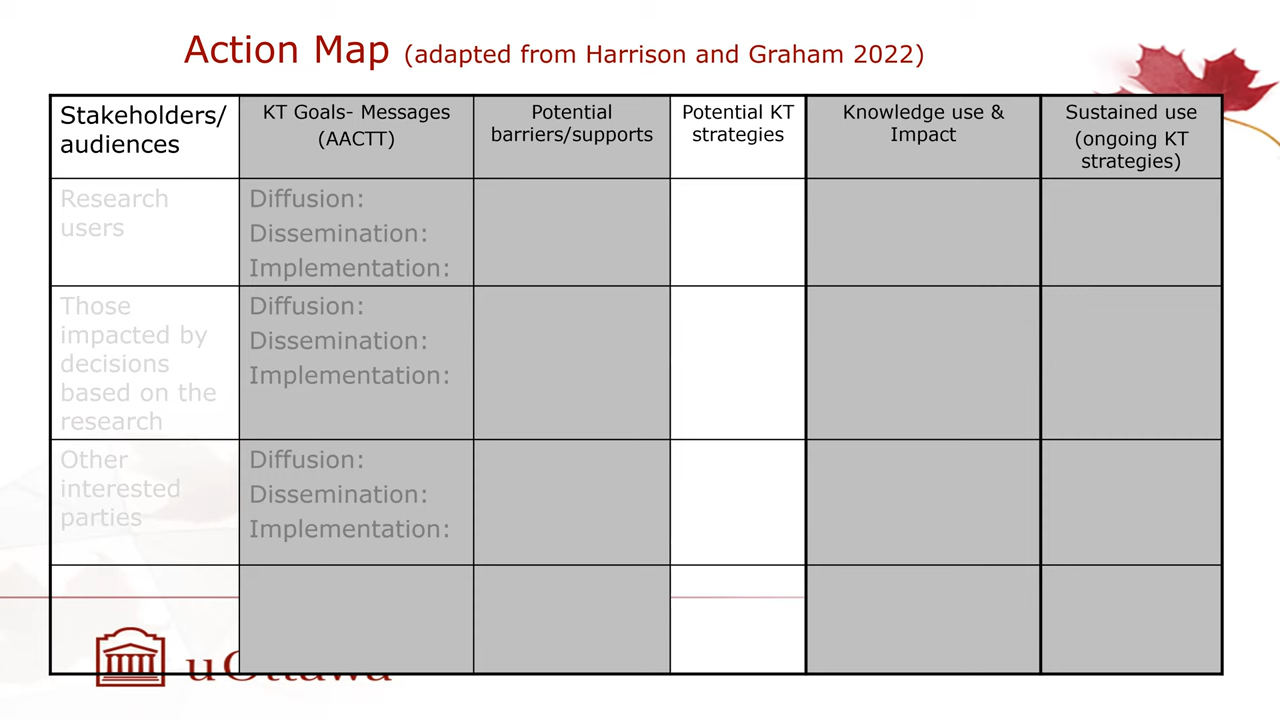 Action Map (adapted from Harrison and Graham 2022)
Stakeholders/
audiences
KT Goals- Messages
(AACTT)
Potential
barriers/supports
Potential KT
strategies
Knowledge use &
Impact
Sustained use
(ongoing KT
strategies)
Research
users
Diffusion:
Dissemination:
Implementation:
Those
impacted by
decisions
based on the
research
Diffusion:
Dissemination:
Implementation:
Other
interested
parties
Diffusion:
Dissemination:
Implementation:
uOttawa